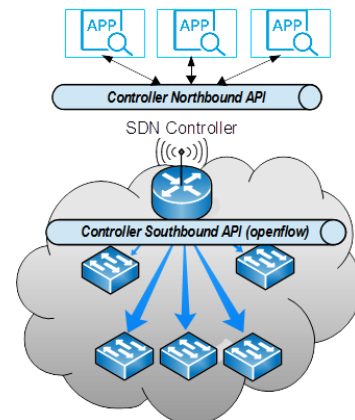 APP
APP
APP
Controller Northbound API
SDN Controller
Controller Southbound API (openflow)